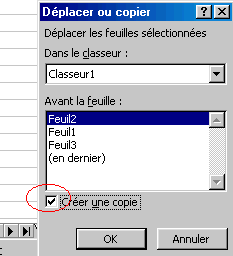 Déplacer ou copier
Déplacer les feuilles sélectionnées
Dans le classeur :
Classeur1
Avant la feuille :
Feuil2
Feuil1
Feuil3
(en dernier)
Créer une copie
OK
Annuler